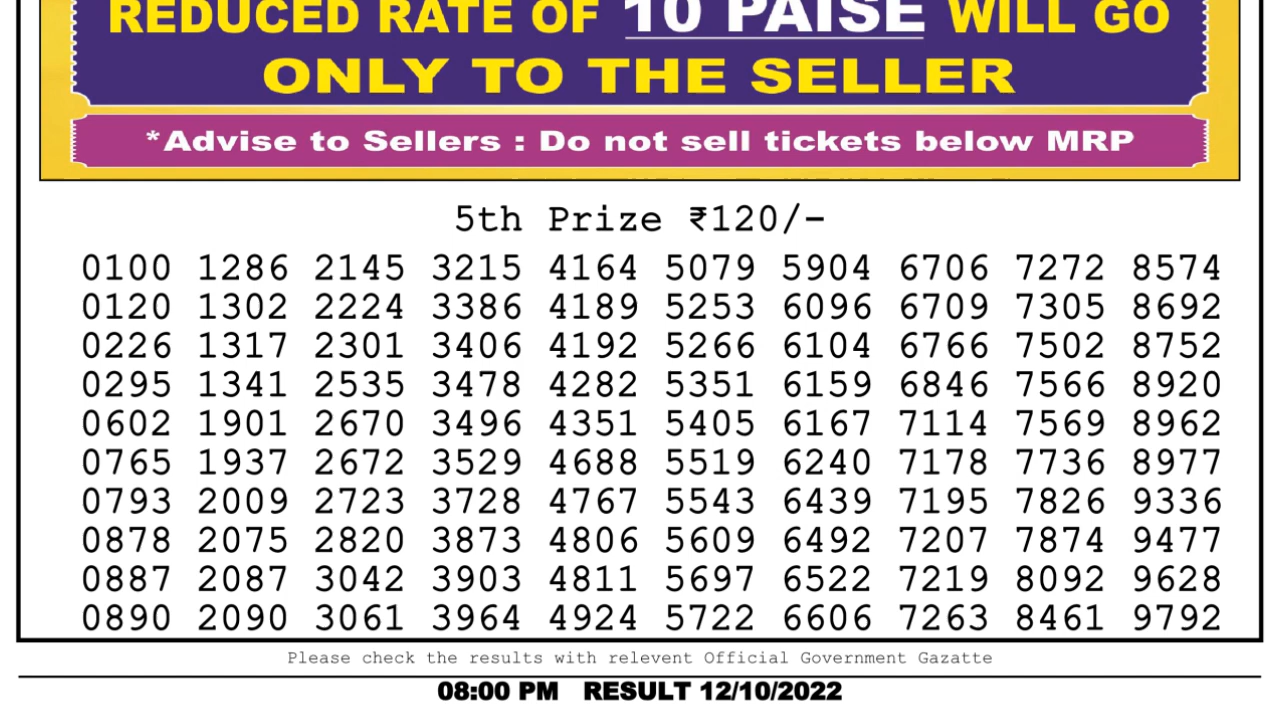 REDUCED RATE OF 10 PAISE WILL GO
ONLY TO THE SELLER
*Advise to Sellers : Do not sell tickets below MRP
5th Prize ₹120/-
0100 1286 2145 3215 4164 5079 5904 6706 7272 8574
0120 1302 2224 3386 4189 5253 6096 6709 7305 8692
0226 1317 2301 3406 4192 5266 6104 6766 7502 8752
0295 1341 2535 3478 4282 5351 6159 6846 7566 8920
0602 1901 2670 3496 4351 5405 6167 7114 7569 8962
0765 1937 2672 3529 4688 5519 6240 7178 7736 8977
0793 2009 2723 3728 4767 5543 6439 7195 7826 9336
0878 2075 2820 3873 4806 5609 6492 7207 7874 9477
0887 2087 3042 3903 4811 5697 6522 7219 8092 9628
0890 2090 3061 3964 4924 5722 6606 7263 8461 9792
Please check the results with relevent Official Government Gazatte
08:00 PM RESULT 12/10/2022